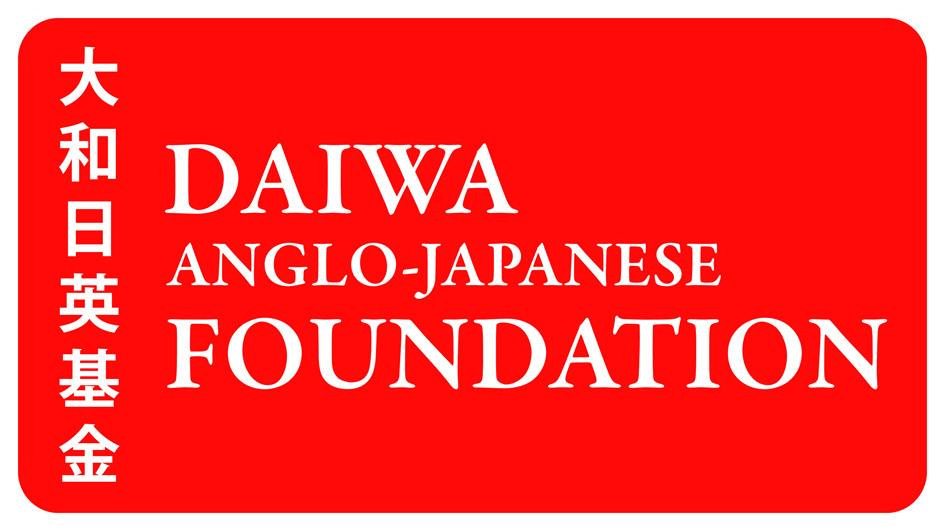 大和日英基金
DAIWA
ANGLO-JAPANESE
FOUNDATION